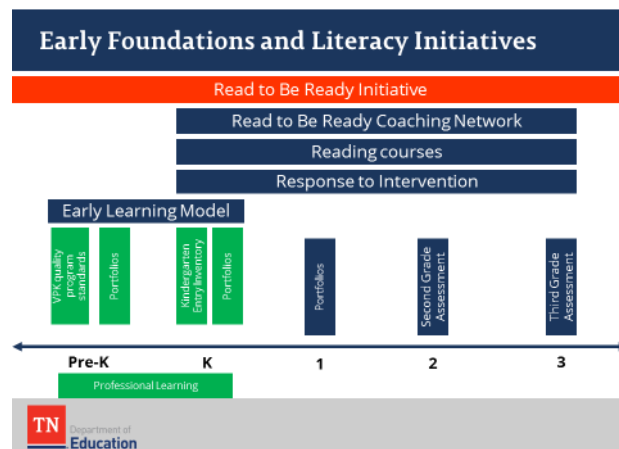 Early Foundations and Literacy Initiatives
Read to Be Ready Initiative
Read to Be Ready Coaching Network
Reading courses
Response to Intervention
Early Learning Model
VPK quality
program
standards
Portfolios
Kindergarten
Entry Inventory
Portfolios
Portfolios
Second Grade
Assessment
Third Grade
Assessment
Pre-K
K
1
2
3
Professional Learning
TN
Department of
Education